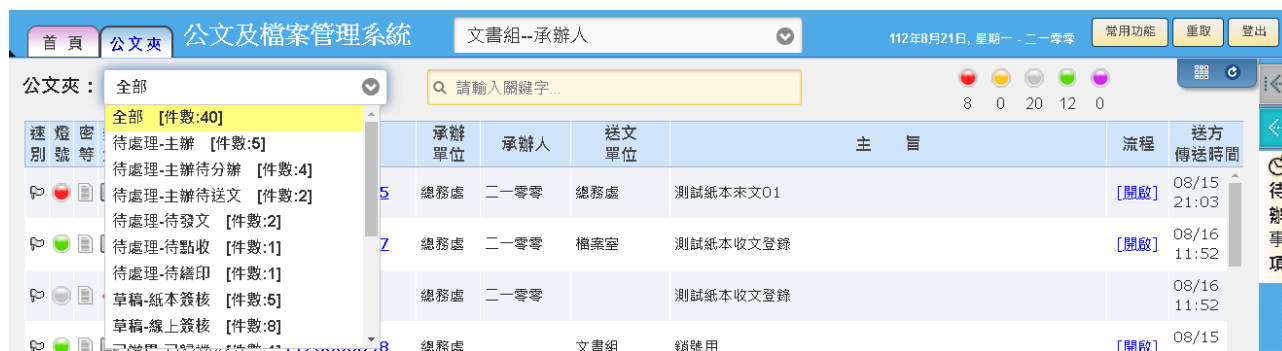 首 頁
公文夾
公文及檔案管理系統
文書組--承辦人
112年8月21日, 星期一 - 二一零零
常用功能
重取
登出
公文夾：
全部
請輸入關鍵字...
8 0 20 12 0
全部 [件數:40]
待處理-主辦 [件數:5]
待處理-主辦待分辦 [件數:4]
待處理-主辦待送文 [件數:2]
待處理-待發文 [件數:2]
待處理-待點收 [件數:1]
待處理-待繕印 [件數:1]
草稿-紙本簽核 [件數:5]
草稿-線上簽核 [件數:8]
速別 燈號 密等 承辦單位 承辦人 送文單位 主 旨 流程 送方傳送時間
5 總務處 二一零零 總務處 測試紙本來文01 [開啟] 08/15 21:03
7 總務處 二一零零 檔案室 測試紙本收文登錄 [開啟] 08/16 11:52
總務處 二一零零 測試紙本收文登錄 08/16 11:52
總務處 文書組 銷號用 [開啟] 08/15
待辦事項